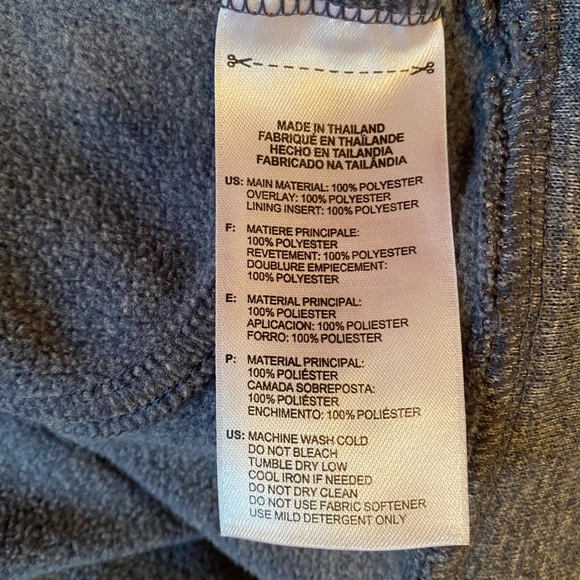 MADE IN THAILAND
FABRIQUÉ EN THAÏLANDE
HECHO EN TAILANDIA
FABRICADO NA TAILÂNDIA
US: MAIN MATERIAL: 100% POLYESTER
OVERLAY: 100% POLYESTER
LINING INSERT: 100% POLYESTER
F: MATIERE PRINCIPALE:
100% POLYESTER
REVETEMENT: 100% POLYESTER
DOUBLURE EMPIECEMENT:
100% POLYESTER
E: MATERIAL PRINCIPAL:
100% POLIESTER
APLICACION: 100% POLIESTER
FORRO: 100% POLIESTER
P: MATERIAL PRINCIPAL:
100% POLIÉSTER
CAMADA SOBREPOSTA:
100% POLIÉSTER
ENCHIMENTO: 100% POLIÉSTER
US: MACHINE WASH COLD
DO NOT BLEACH
TUMBLE DRY LOW
COOL IRON IF NEEDED
DO NOT DRY CLEAN
DO NOT USE FABRIC SOFTENER
USE MILD DETERGENT ONLY